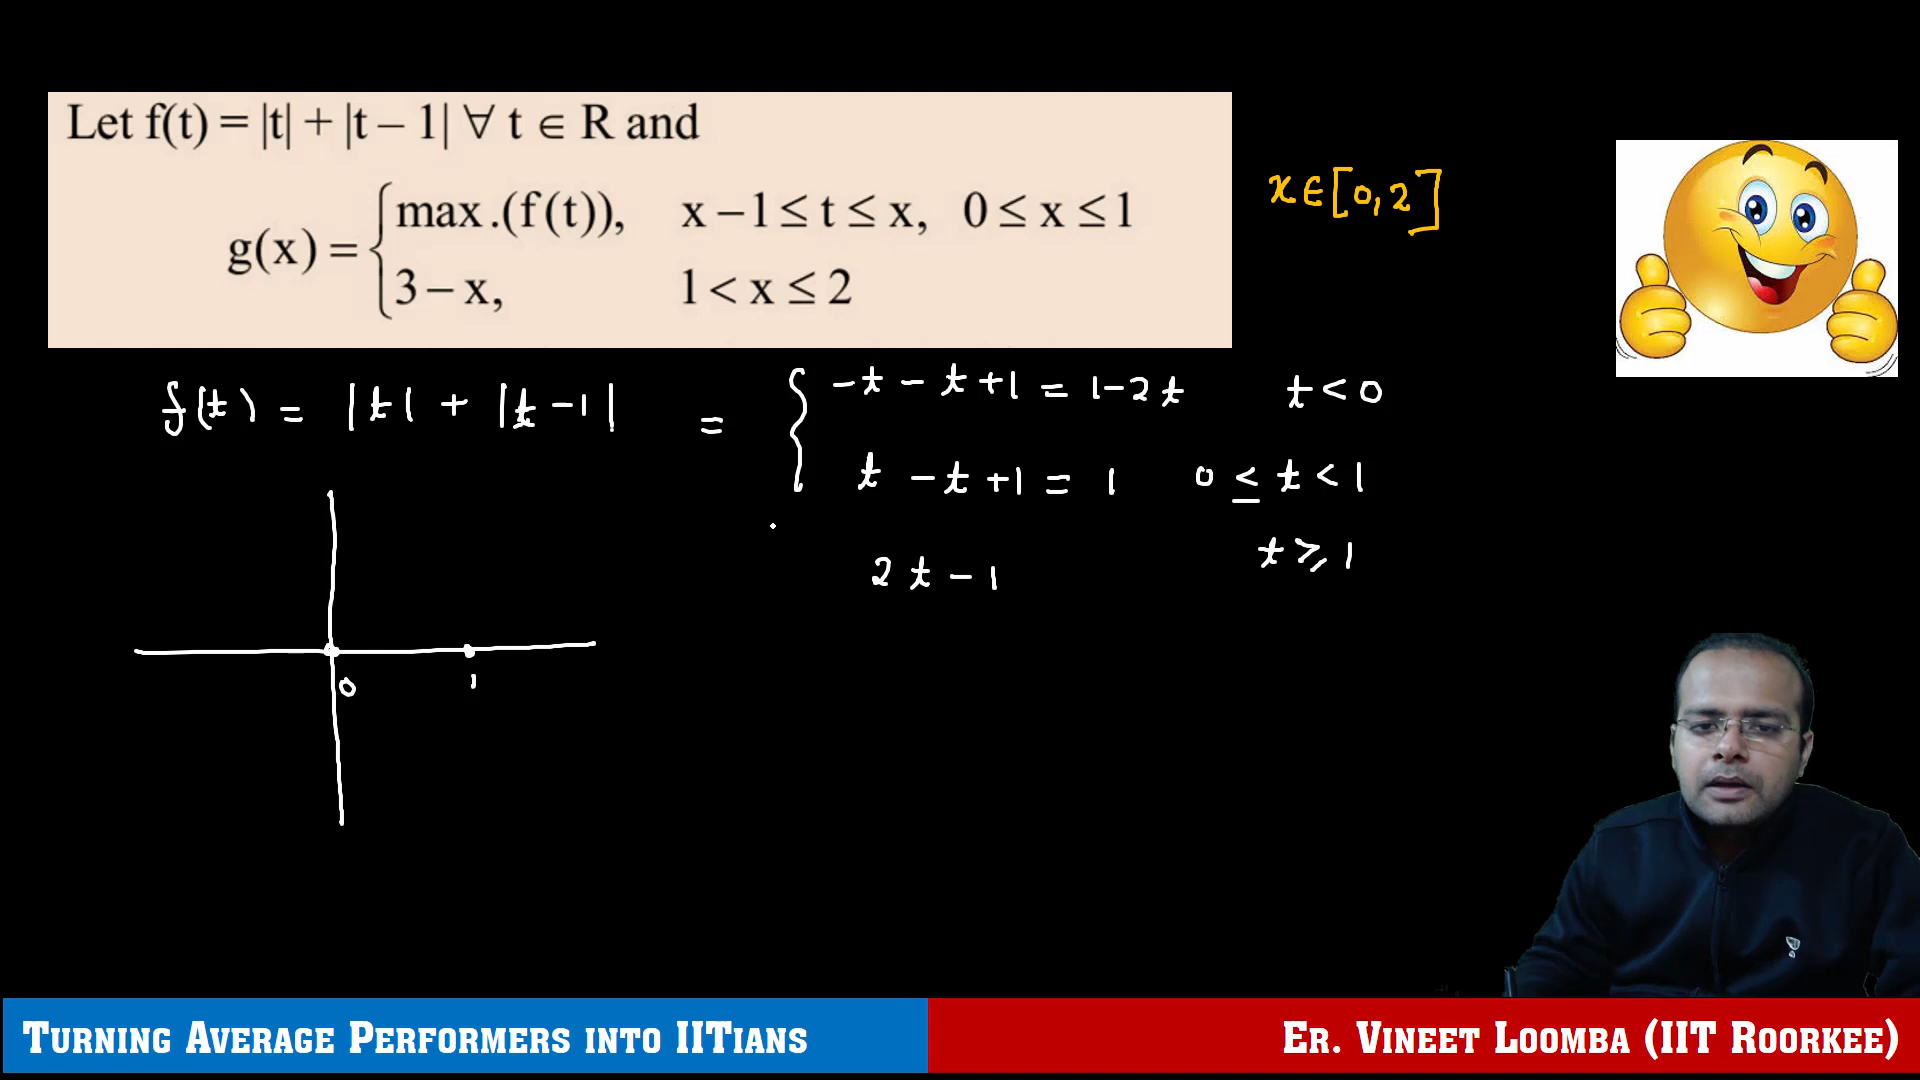 Let f(t) = |t| + |t – 1| ∀ t ∈ R and
g(x) = { max.(f(t)), x – 1 ≤ t ≤ x, 0 ≤ x ≤ 1
3 – x, 1 < x ≤ 2
x ∈ [0, 2]
f(t) = |t| + |t - 1| = { -t - t + 1 = 1 - 2t t < 0
t - t + 1 = 1 0 ≤ t < 1
2t - 1 t ≥ 1
0 1
TURNING AVERAGE PERFORMERS INTO IITIANS
ER. VINEET LOOMBA (IIT ROORKEE)